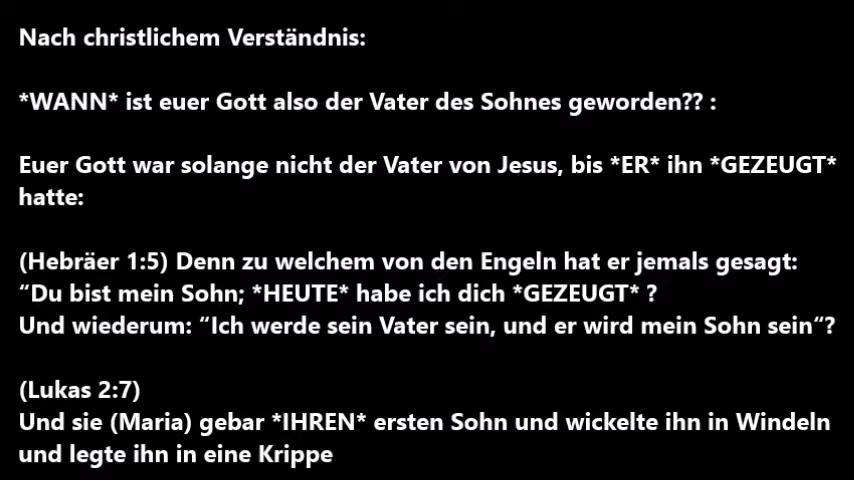 Nach christlichem Verständnis:
*WANN* ist euer Gott also der Vater des Sohnes geworden?? :
Euer Gott war solange nicht der Vater von Jesus, bis *ER* ihn *GEZEUGT*
hatte:
(Hebräer 1:5) Denn zu welchem von den Engeln hat er jemals gesagt:
“Du bist mein Sohn; *HEUTE* habe ich dich *GEZEUGT* ?
Und wiederum: “Ich werde sein Vater sein, und er wird mein Sohn sein“?
(Lukas 2:7)
Und sie (Maria) gebar *IHREN* ersten Sohn und wickelte ihn in Windeln
und legte ihn in eine Krippe